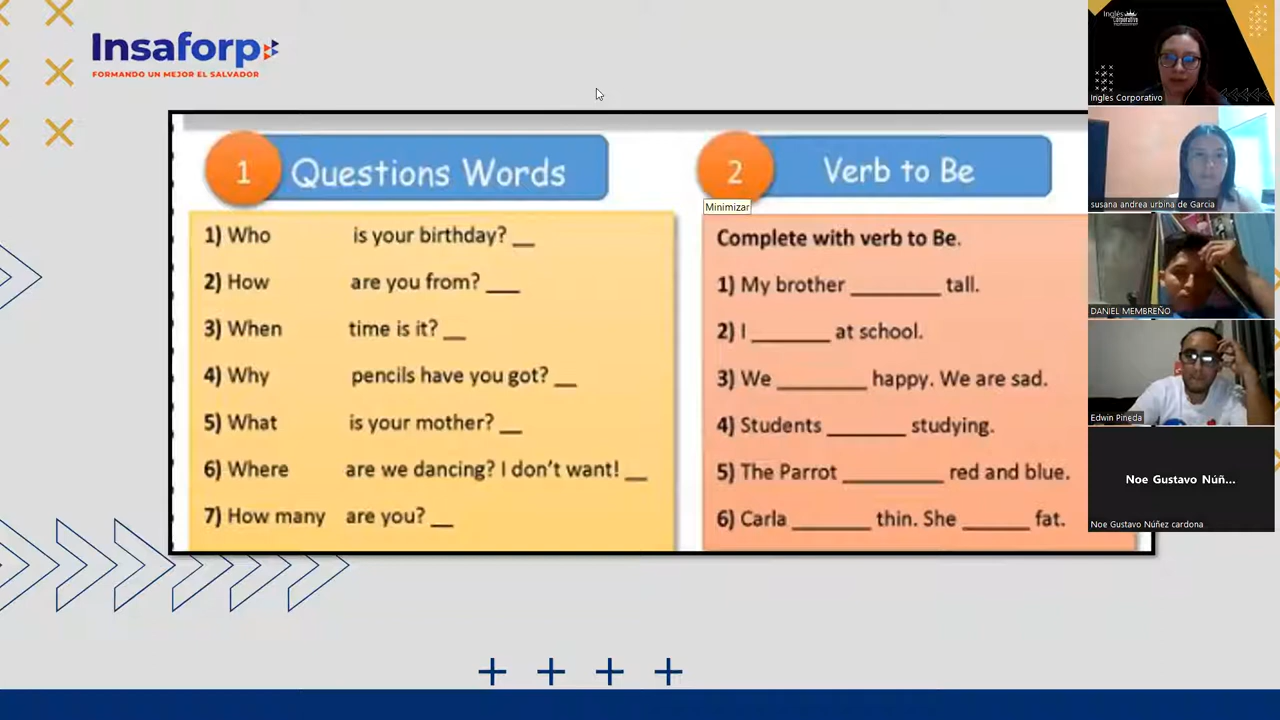 Insaforp
FORMANDO UN MEJOR EL SALVADOR
1 Questions Words
1) Who is your birthday? __
2) How are you from? ___
3) When time is it? __
4) Why pencils have you got? __
5) What is your mother? __
6) Where are we dancing? I don't want! __
7) How many are you? __
2 Verb to Be
Minimizar
Complete with verb to Be.
1) My brother ________ tall.
2) I _______ at school.
3) We ________ happy. We are sad.
4) Students _______ studying.
5) The Parrot _________ red and blue.
6) Carla _______ thin. She ______ fat.
Inglés
Corporativo
Ingles Corporativo
susana andrea urbina de Garcia
DANIEL MEMBREÑO
Edwin Pineda
Noe Gustavo Núñ...
Noe Gustavo Núñez cardona